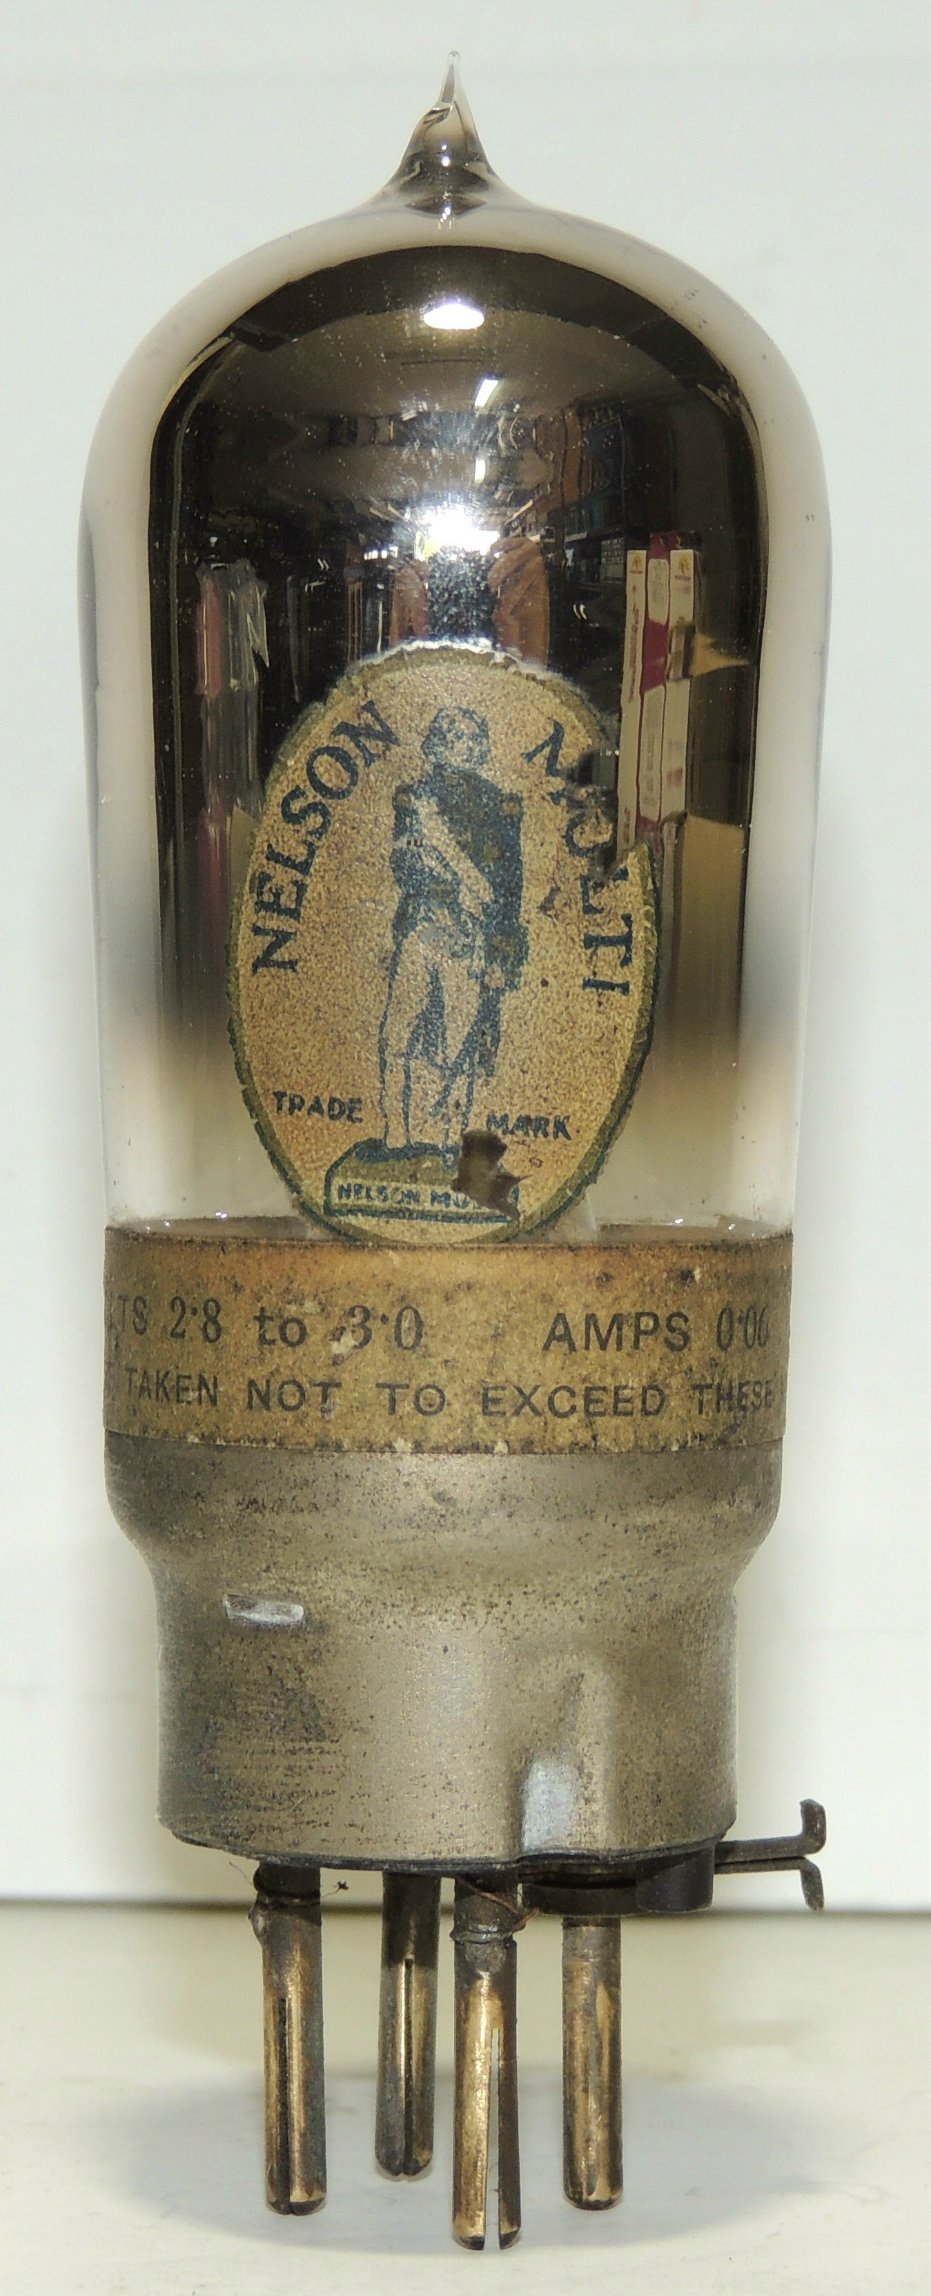 NELSON MULTI
TRADE MARK
NELSON
TS 2·8 to 3·0 AMPS 0·06
TAKEN NOT TO EXCEED THESE